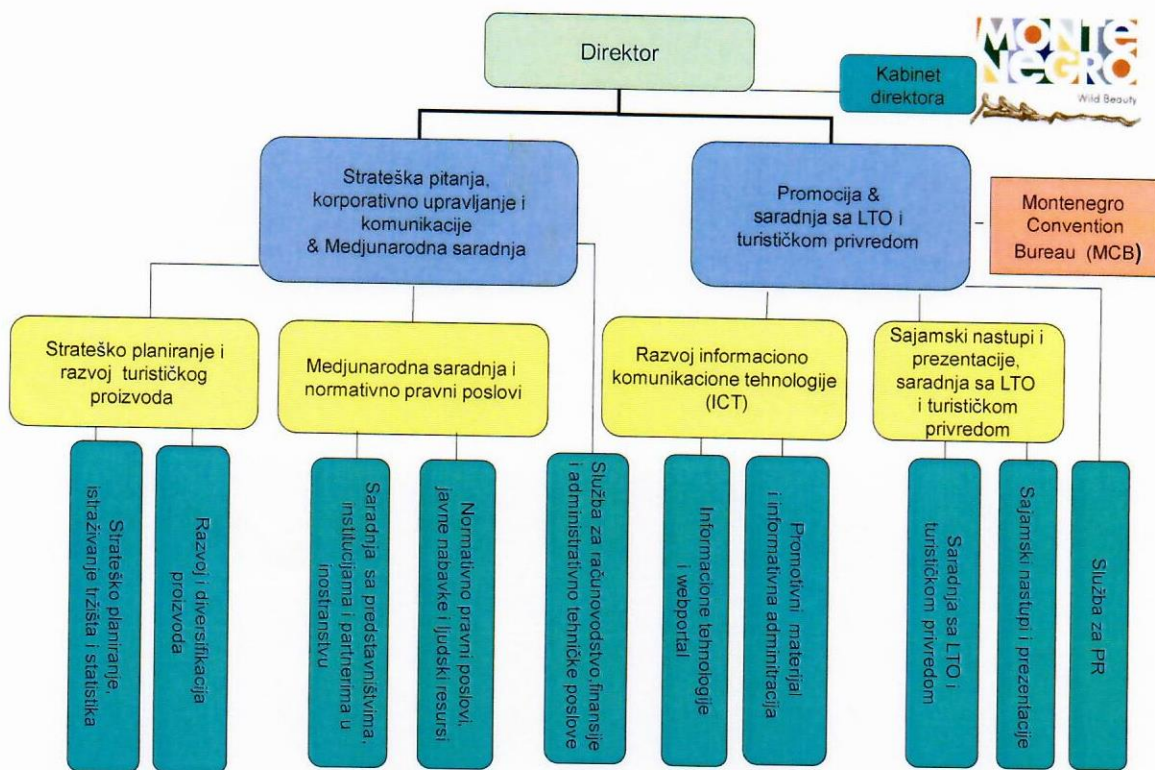 Direktor
Kabinet
direktora
MONTE
NEGRO
Wild Beauty
Strateška pitanja,
korporativno upravljanje i
komunikacije
& Medjunarodna saradnja
Promocija &
saradnja sa LTO i
turističkom privredom
Montenegro
Convention
Bureau (MCB)
Strateško planiranje i
razvoj turističkog
proizvoda
Medjunarodna saradnja i
normativno pravni poslovi
Razvoj informaciono
komunikacione tehnologije
(ICT)
Sajamski nastupi i
prezentacije,
saradnja sa LTO
i turističkom
privredom
Strateško planiranje,
istraživanje tržišta i statistika
Razvoj i diversifikacija
proizvoda
Saradnja sa predstavništvima,
institucijama i partnerima u
inostranstvu
Normativno pravni poslovi,
javne nabavke i ljudski resursi
Služba za računovodstvo,finansije
i administrativno tehničke poslove
Informacione tehnologije
i webportal
Promotivni materijal
i informativna adminitracija
Saradnja sa LTO i
turističkom privredom
Sajamski nastupi i prezentacije
Služba za PR